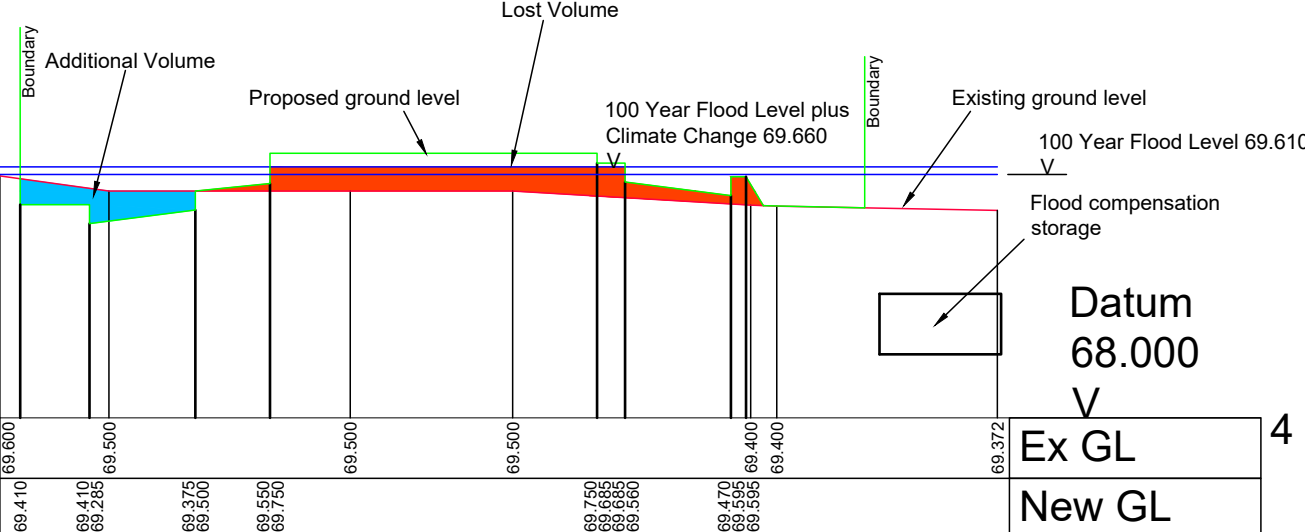 Lost Volume
Boundary
Additional Volume
Proposed ground level
100 Year Flood Level plus
Climate Change 69.660
V
Boundary
Existing ground level
100 Year Flood Level 69.610
V
Flood compensation
storage
Datum
68.000
V
69.600
69.500
69.500
69.500
69.400
69.400
69.372
Ex GL
4
69.410
69.410
69.285
69.375
69.500
69.550
69.750
69.750
69.685
69.685
69.560
69.470
69.595
69.595
New GL